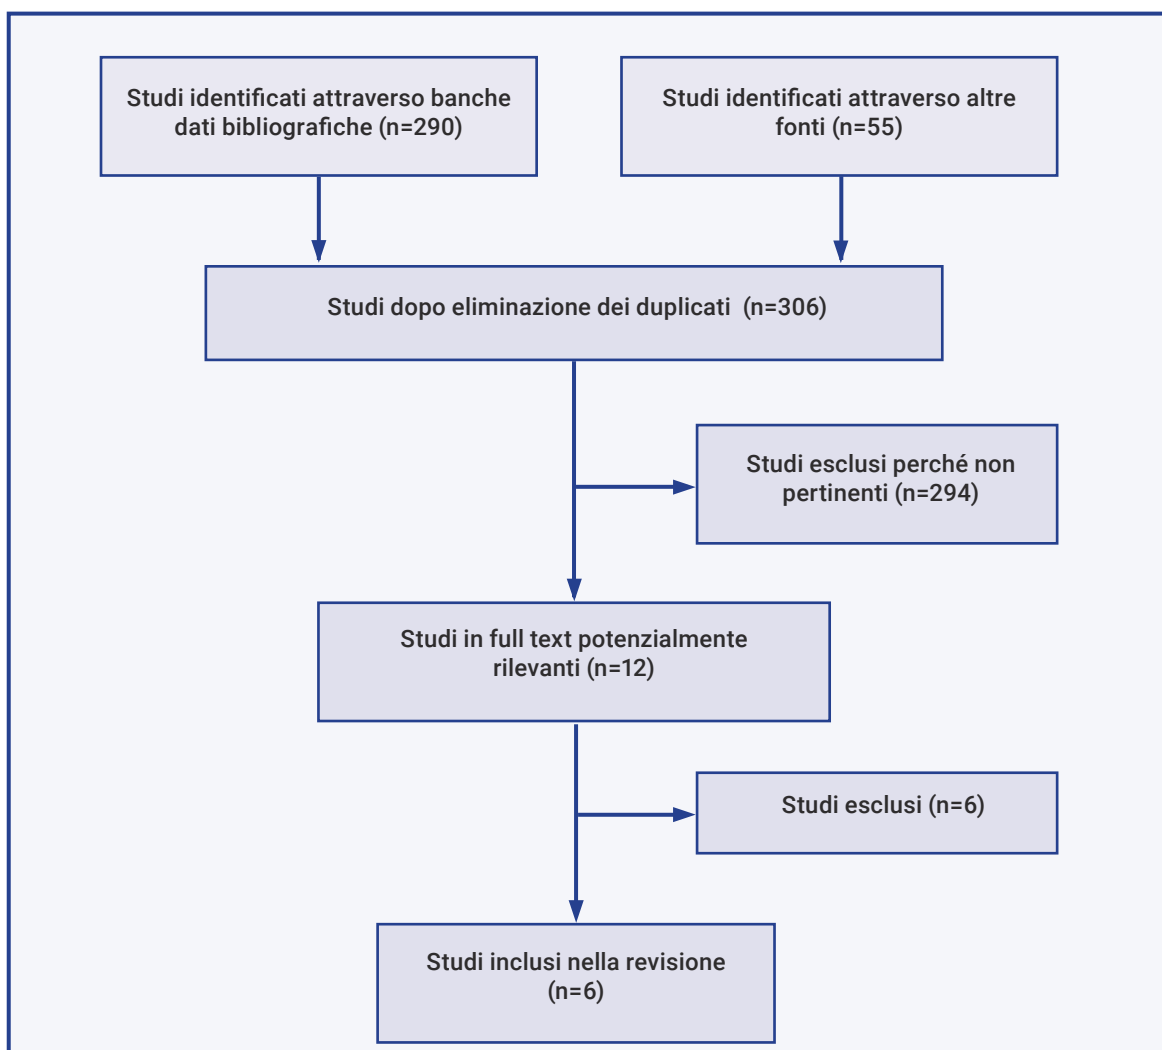 Studi identificati attraverso banche
dati bibliografiche (n=290)
Studi identificati attraverso altre
fonti (n=55)
Studi dopo eliminazione dei duplicati (n=306)
Studi esclusi perché non
pertinenti (n=294)
Studi in full text potenzialmente
rilevanti (n=12)
Studi esclusi (n=6)
Studi inclusi nella revisione
(n=6)